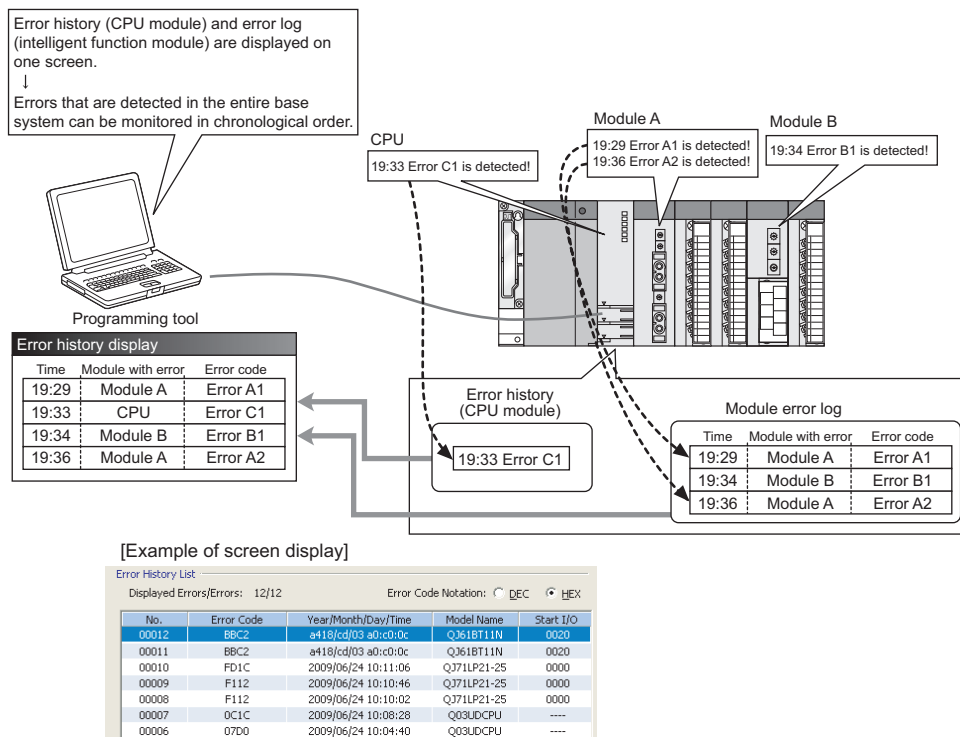 Error history (CPU module) and error log
(intelligent function module) are displayed on
one screen.
↓
Errors that are detected in the entire base
system can be monitored in chronological order.
CPU
19:33 Error C1 is detected!
Module A
19:29 Error A1 is detected!
19:36 Error A2 is detected!
Module B
19:34 Error B1 is detected!
Programming tool
Error history display
Time Module with error Error code
19:29 Module A Error A1
19:33 CPU Error C1
19:34 Module B Error B1
19:36 Module A Error A2
Error history
(CPU module)
19:33 Error C1
Module error log
Time Module with error Error code
19:29 Module A Error A1
19:34 Module B Error B1
19:36 Module A Error A2
[Example of screen display]
Error History List
Displayed Errors/Errors: 12/12 Error Code Notation: DEC HEX
No. Error Code Year/Month/Day/Time Model Name Start I/O
00012 BBC2 a418/cd/03 a0:c0:0c QJ61BT11N 0020
00011 BBC2 a418/cd/03 a0:c0:0c QJ61BT11N 0020
00010 FD1C 2009/06/24 10:11:06 QJ71LP21-25 0000
00009 F112 2009/06/24 10:10:46 QJ71LP21-25 0000
00008 F112 2009/06/24 10:10:02 QJ71LP21-25 0000
00007 0C1C 2009/06/24 10:08:28 Q03UDCPU ----
00006 07D0 2009/06/24 10:04:40 Q03UDCPU ----